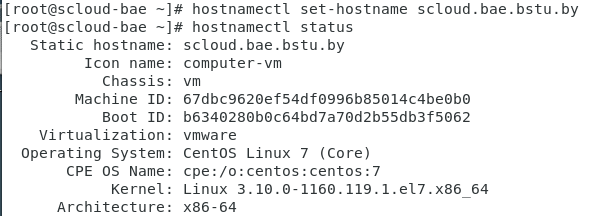 [root@scloud-bae ~]# hostnamectl set-hostname scloud.bae.bstu.by
[root@scloud-bae ~]# hostnamectl status
Static hostname: scloud.bae.bstu.by
Icon name: computer-vm
Chassis: vm
Machine ID: 67dbc9620ef54df0996b85014c4be0b0
Boot ID: b6340280b0c64bd7a70d2b55db3f5062
Virtualization: vmware
Operating System: CentOS Linux 7 (Core)
CPE OS Name: cpe:/o:centos:centos:7
Kernel: Linux 3.10.0-1160.119.1.el7.x86_64
Architecture: x86-64